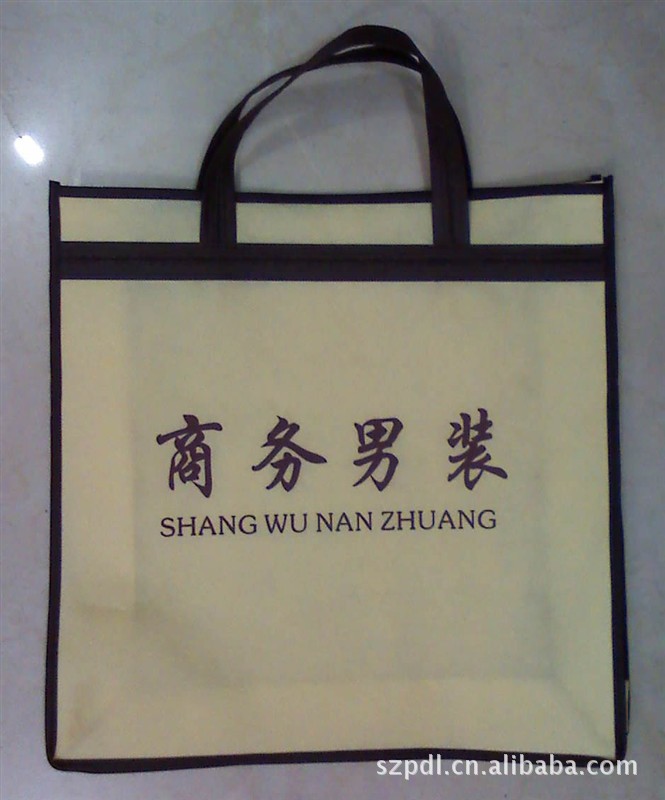 商务男装
SHANG WU NAN ZHUANG
szpdl.cn.alibaba.com